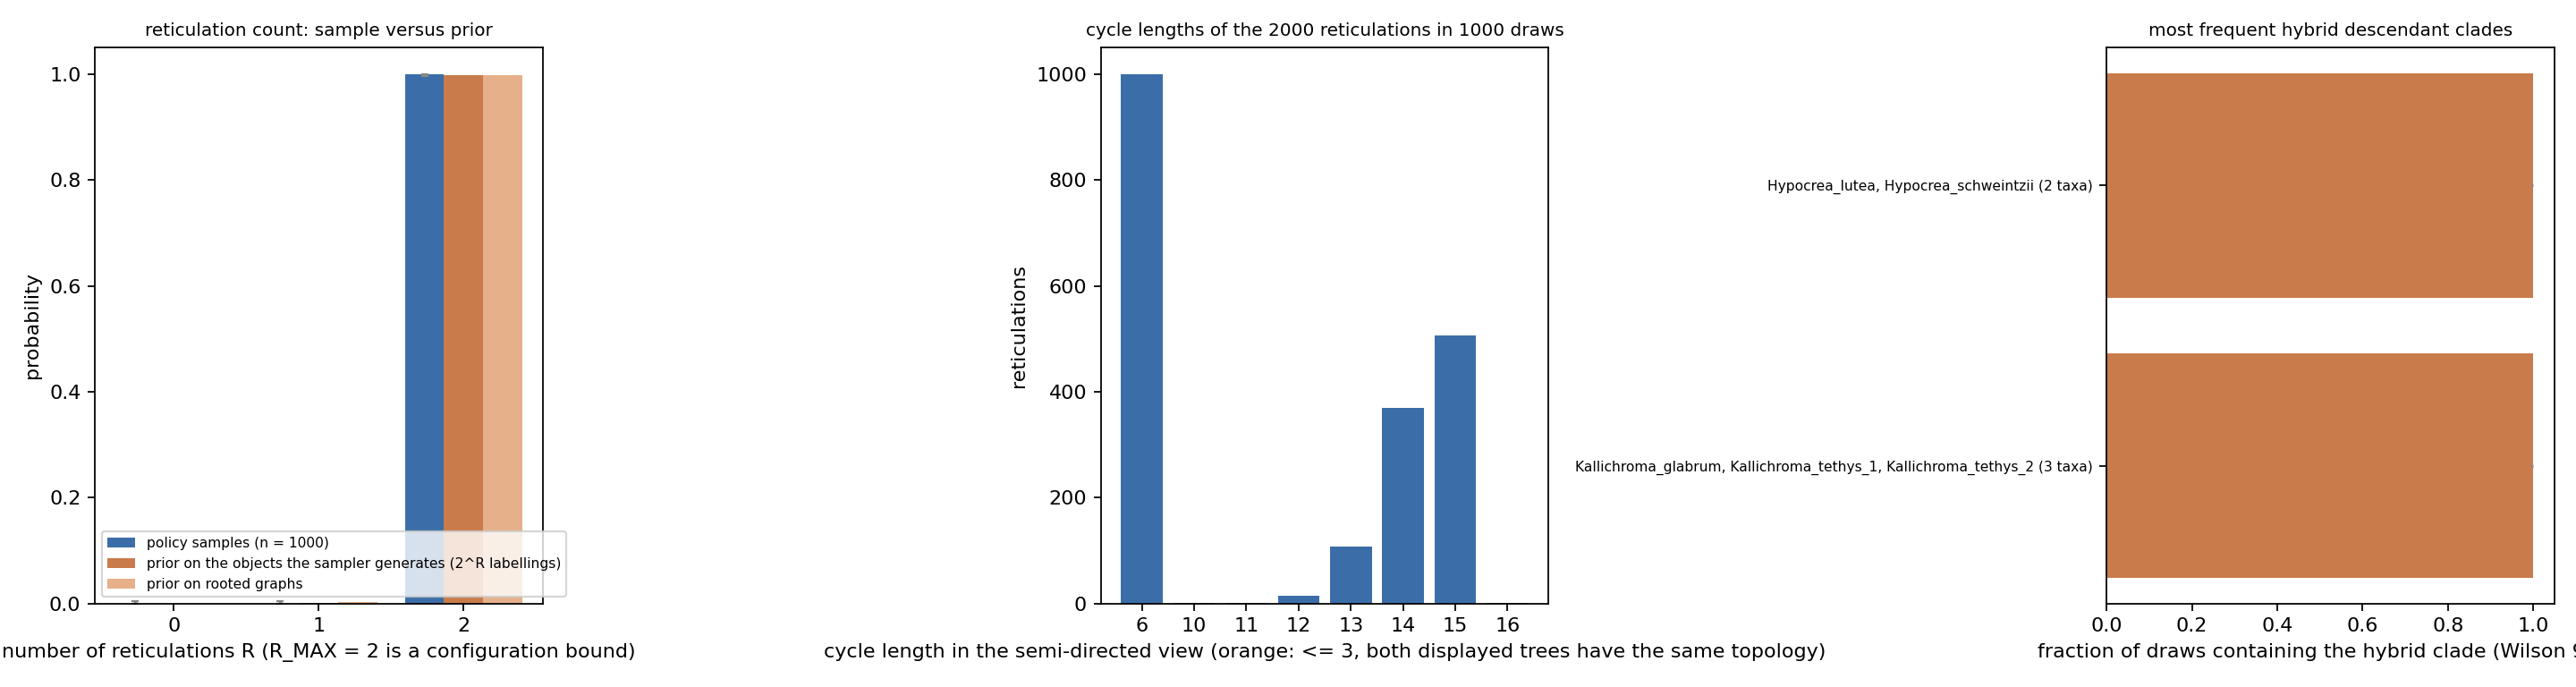 reticulation count: sample versus prior
probability
1.0
0.8
0.6
0.4
0.2
0.0
policy samples (n = 1000)
prior on the objects the sampler generates (2^R labellings)
prior on rooted graphs
0 1 2
number of reticulations R (R_MAX = 2 is a configuration bound)
cycle lengths of the 2000 reticulations in 1000 draws
reticulations
1000
800
600
400
200
0
6 10 11 12 13 14 15 16
cycle length in the semi-directed view (orange: <= 3, both displayed trees have the same topology)
most frequent hybrid descendant clades
Hypocrea_lutea, Hypocrea_schweintzii (2 taxa)
Kallichroma_glabrum, Kallichroma_tethys_1, Kallichroma_tethys_2 (3 taxa)
0.0 0.2 0.4 0.6 0.8 1.0
fraction of draws containing the hybrid clade (Wilson